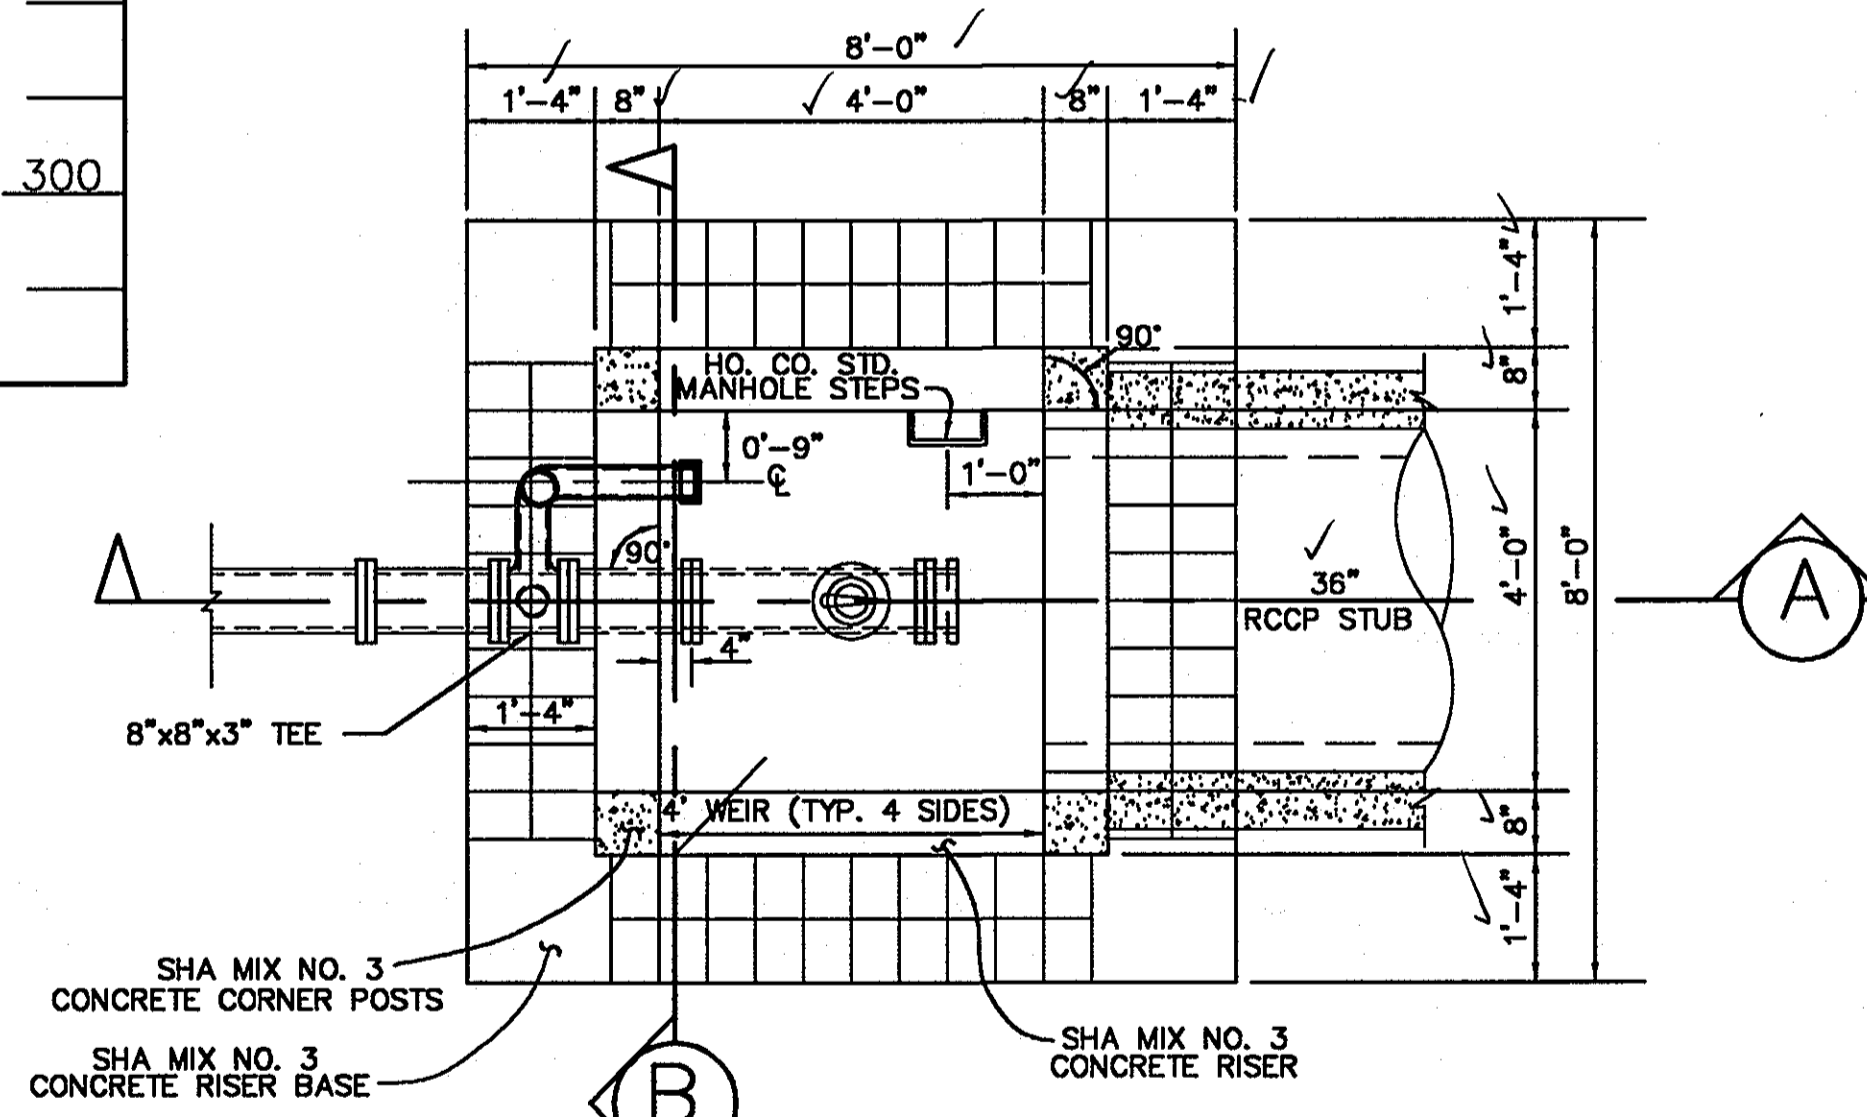 8'-0"
1'-4" 8" 4'-0" 8" 1'-4"
300
1'-4"
90°
8"
HO. CO. STD.
MANHOLE STEPS
0'-9"
℄
1'-0"
90°
36"
RCCP STUB
4'-0"
8'-0"
A
4"
1'-4"
8"x8"x3" TEE
4' WEIR (TYP. 4 SIDES)
8"
1'-4"
SHA MIX NO. 3
CONCRETE CORNER POSTS
SHA MIX NO. 3
CONCRETE RISER BASE
SHA MIX NO. 3
CONCRETE RISER
B